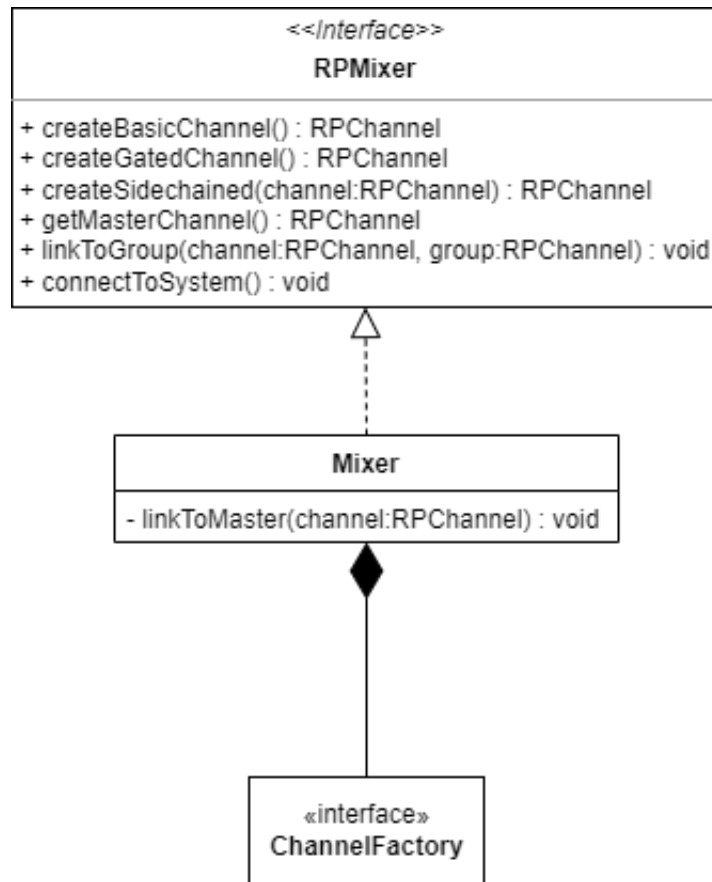 <<Interface>>
RPMixer
+ createBasicChannel() : RPChannel
+ createGatedChannel() : RPChannel
+ createSidechained(channel:RPChannel) : RPChannel
+ getMasterChannel() : RPChannel
+ linkToGroup(channel:RPChannel, group:RPChannel) : void
+ connectToSystem() : void
Mixer
- linkToMaster(channel:RPChannel) : void
«interface»
ChannelFactory